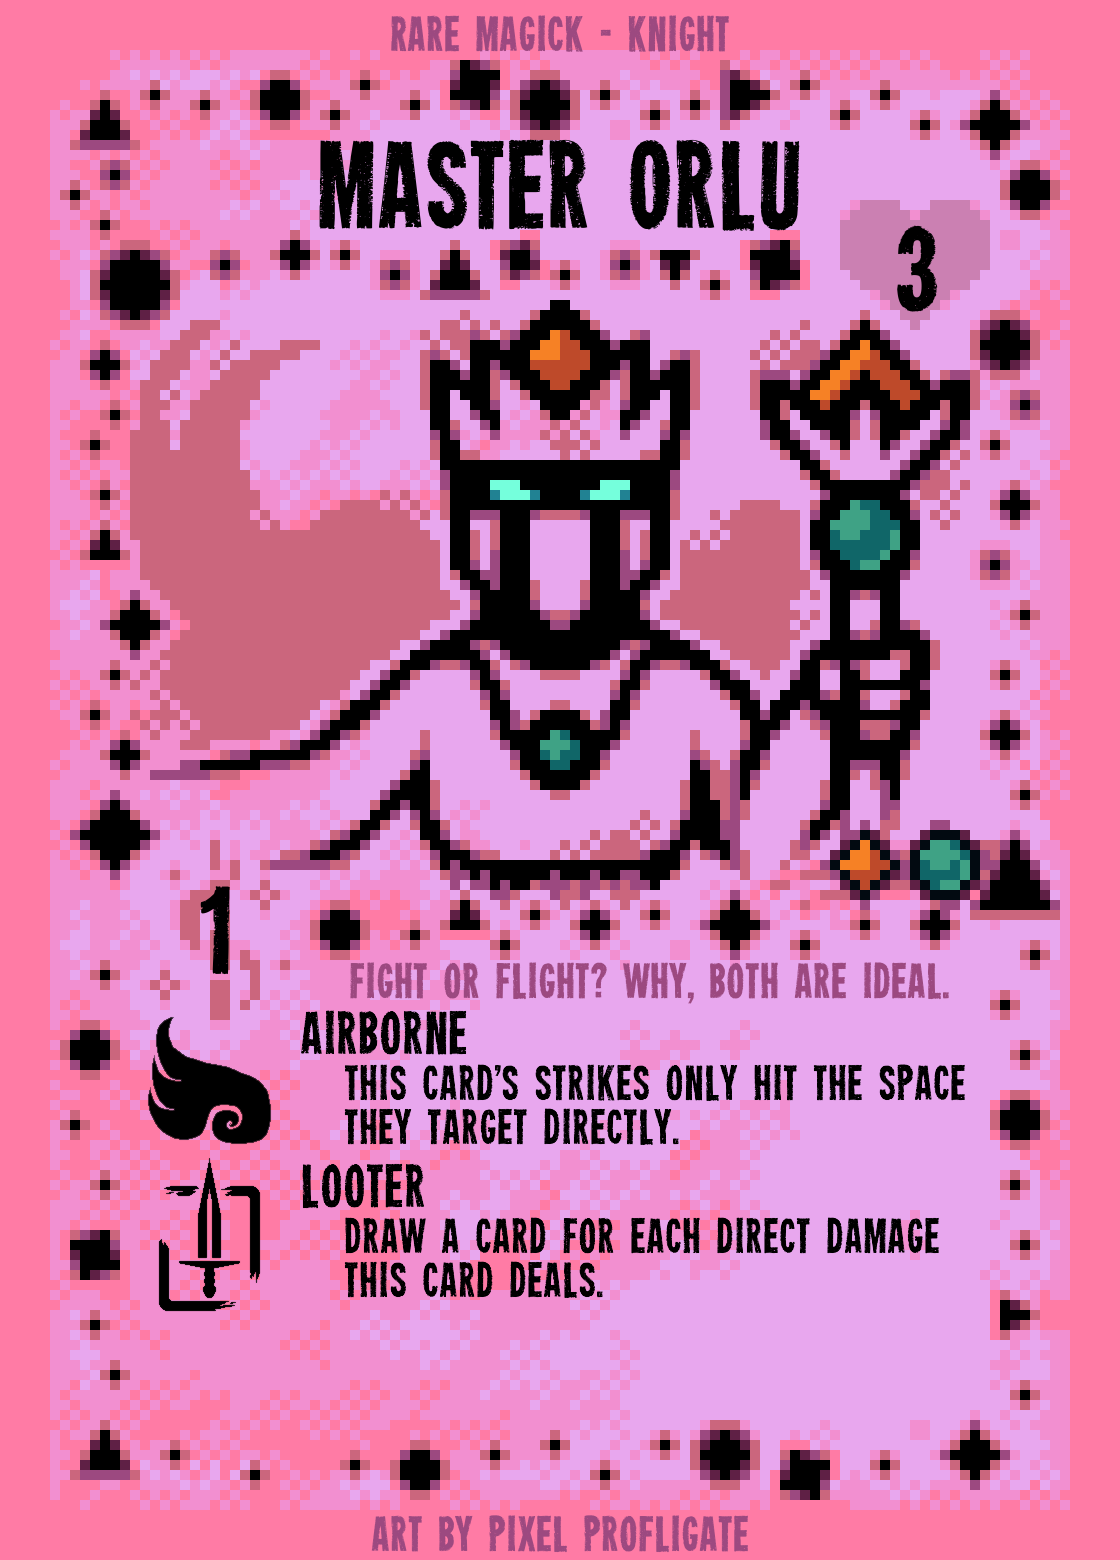 RARE MAGICK - KNIGHT
MASTER ORLU
3
1
FIGHT OR FLIGHT? WHY, BOTH ARE IDEAL.
AIRBORNE
THIS CARD'S STRIKES ONLY HIT THE SPACE
THEY TARGET DIRECTLY.
LOOTER
DRAW A CARD FOR EACH DIRECT DAMAGE
THIS CARD DEALS.
ART BY PIXEL PROFLIGATE